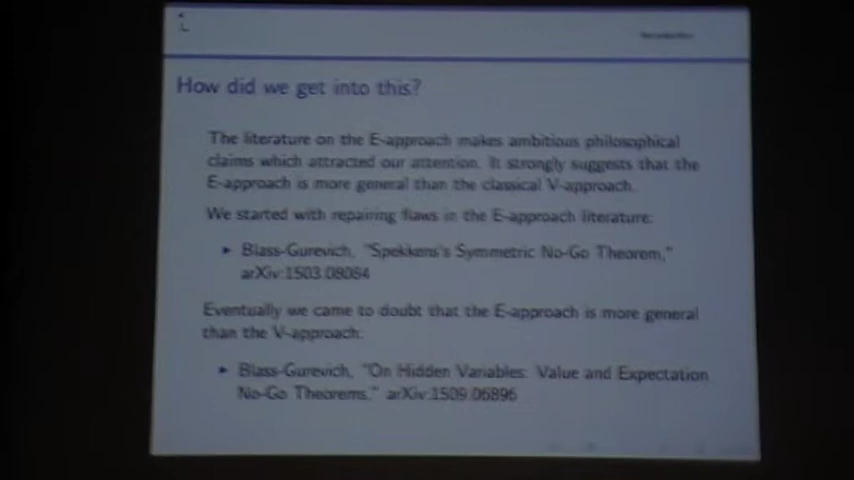 How did we get into this?
The literature on the E-approach makes ambitious philosophical
claims which attracted our attention. It strongly suggests that the
E-approach is more general than the classical V-approach.
We started with repairing flaws in the E-approach literature:
▸ Blass-Gurevich, "Spekkens's Symmetric No-Go Theorem,"
arXiv:1503.08084
Eventually we came to doubt that the E-approach is more general
than the V-approach:
▸ Blass-Gurevich, "On Hidden Variables: Value and Expectation
No-Go Theorems," arXiv:1509.06896